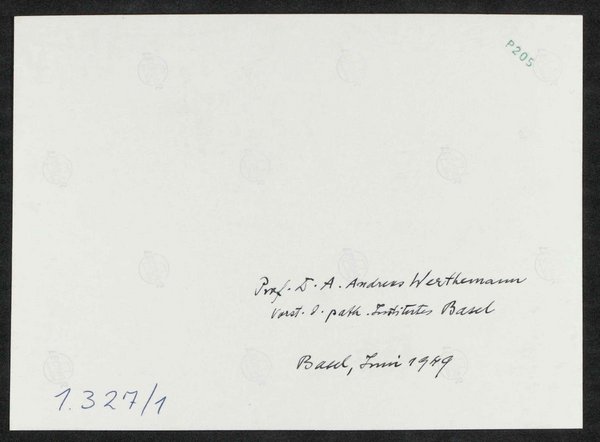 P205
Prof. D. A. Andreas Werthemann
Vorst. d. path. Institutes Basel
Basel, Juni 1949
1.327/1